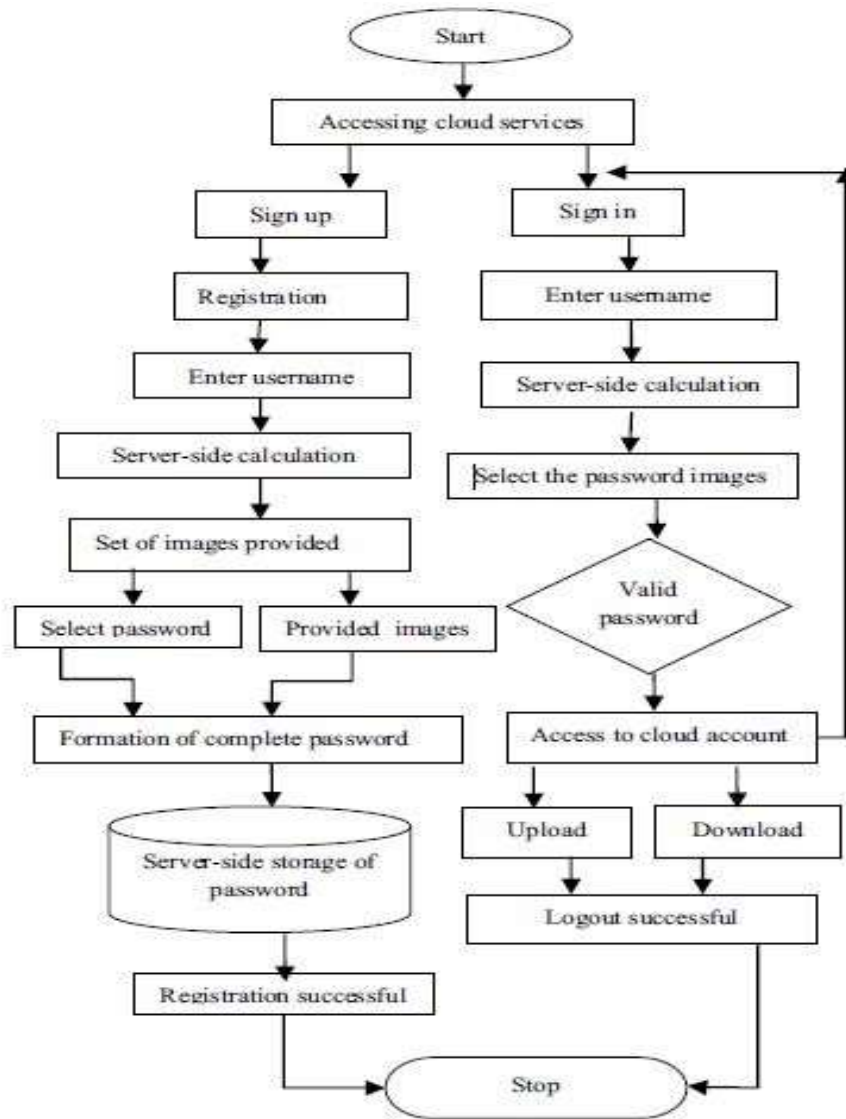 Start
Accessing cloud services
Sign up
Sign in
Registration
Enter username
Enter username
Server-side calculation
Server-side calculation
Select the password images
Set of images provided
Valid
password
Select password
Provided images
Formation of complete password
Access to cloud account
Upload
Download
Server-side storage of
password
Logout successful
Registration successful
Stop